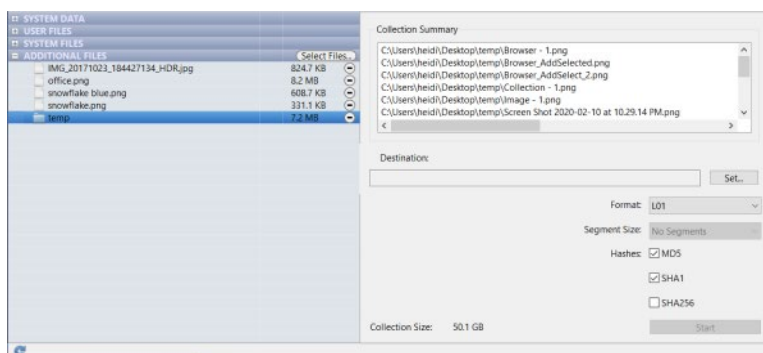 SYSTEM DATA
USER FILES
SYSTEM FILES
ADDITIONAL FILES
Select Files...
IMG_20171023_184427134_HDR.jpg 824.7 KB
office.png 8.2 MB
snowflake blue.png 608.7 KB
snowflake.png 331.1 KB
temp 7.2 MB
Collection Summary
C:\Users\heidi\Desktop\temp\Browser - 1.png
C:\Users\heidi\Desktop\temp\Browser_AddSelected.png
C:\Users\heidi\Desktop\temp\Browser_AddSelect_2.png
C:\Users\heidi\Desktop\temp\Collection - 1.png
C:\Users\heidi\Desktop\temp\Image - 1.png
C:\Users\heidi\Desktop\temp\Screen Shot 2020-02-10 at 10.29.14 PM.png
Destination:
Set...
Format: L01
Segment Size: No Segments
Hashes: MD5
SHA1
SHA256
Collection Size: 50.1 GB
Start